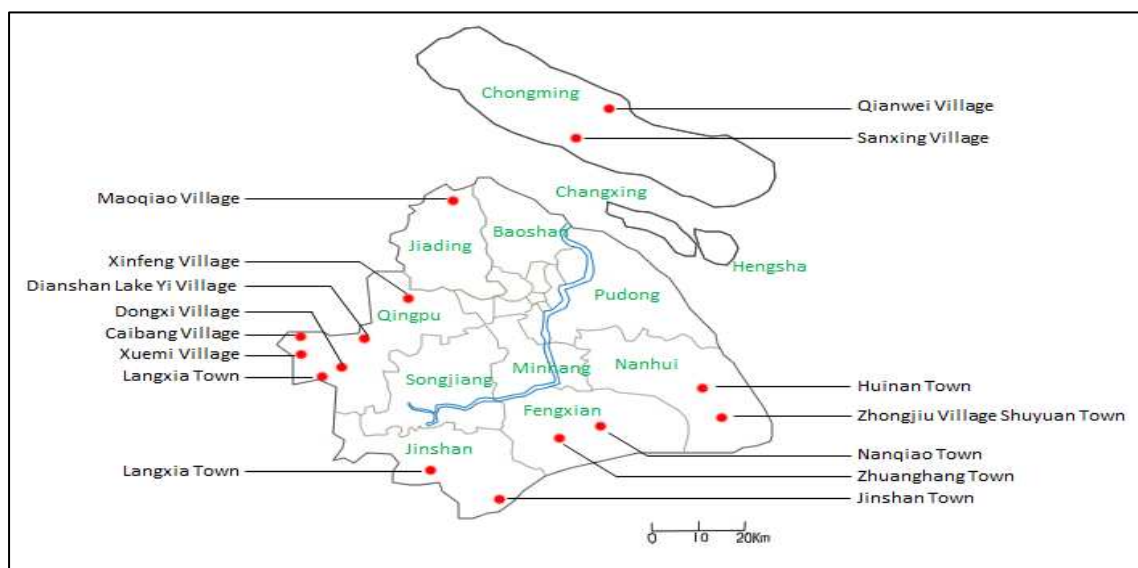 Chongming
Qianwei Village
Sanxing Village
Changxing
Maoqiao Village
Baoshan
Jiading
Xinfeng Village
Hengsha
Dianshan Lake Yi Village
Pudong
Dongxi Village
Qingpu
Caibang Village
Xuemi Village
Nanhui
Minhang
Langxia Town
Songjiang
Huinan Town
Fengxian
Zhongjiu Village Shuyuan Town
Jinshan
Nanqiao Town
Langxia Town
Zhuanghang Town
Jinshan Town
0 10 20Km